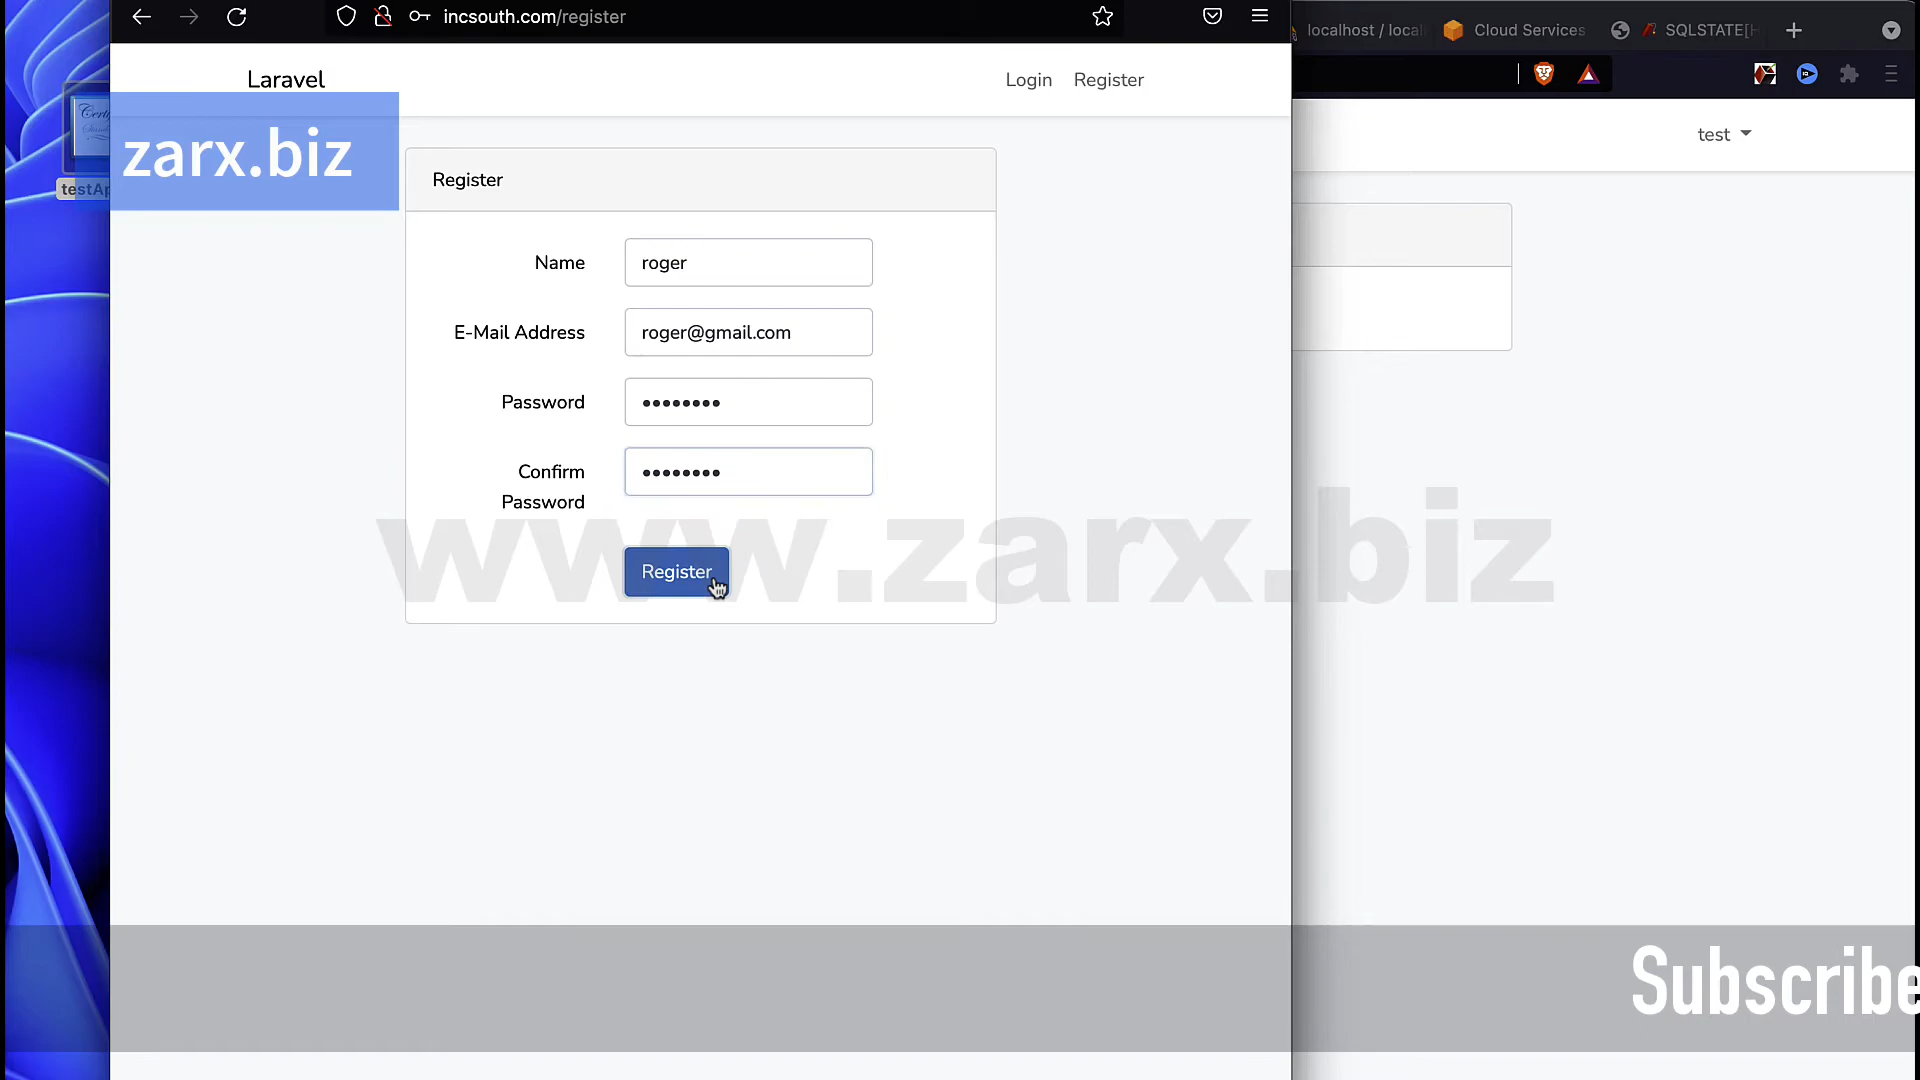 incsouth.com/register
localhost / local
Cloud Services
SQLSTATE[H
Laravel
Login
Register
test
Certi
zarx.biz
testAp
Register
Name
roger
E-Mail Address
roger@gmail.com
Password
••••••••
Confirm
Password
••••••••
www.zarx.biz
Register
Subscribe